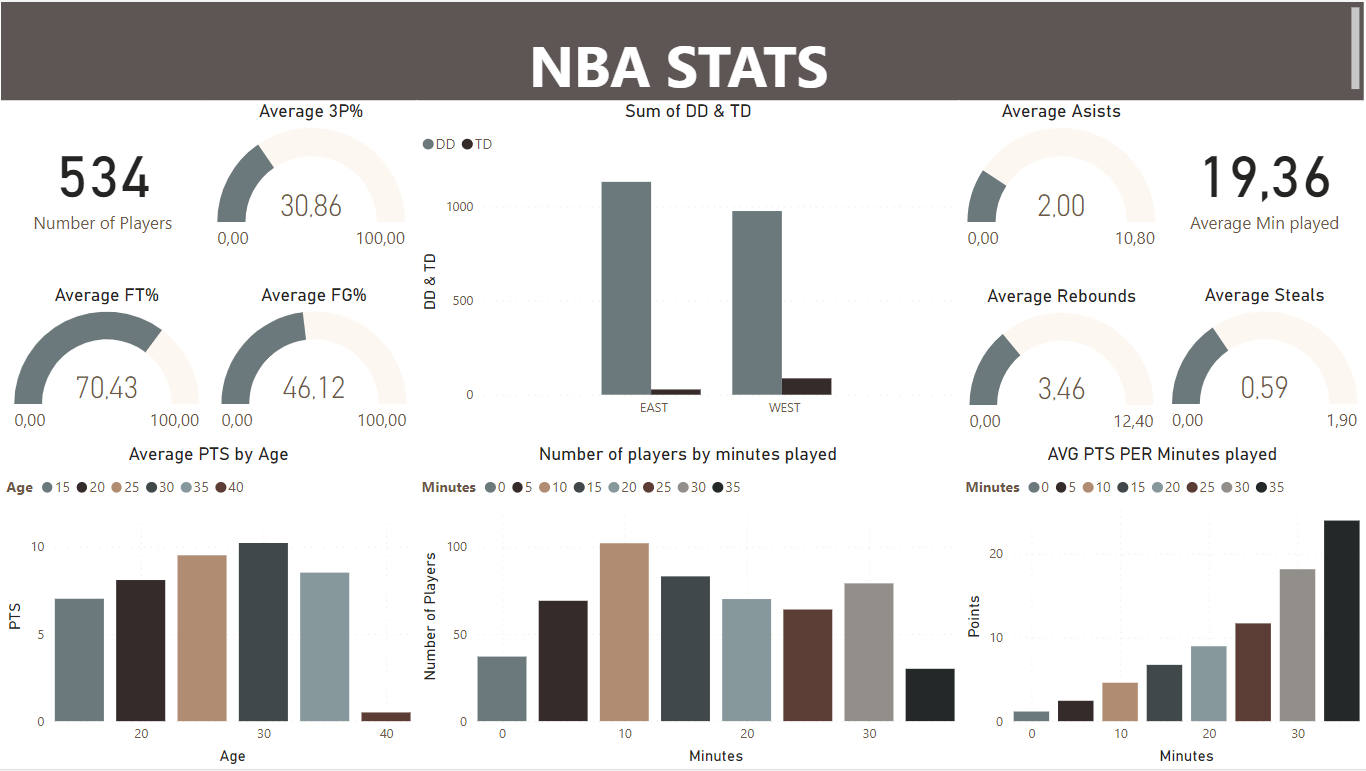 NBA STATS
534
Number of Players
Average 3P%
30,86
0,00
100,00
Average FT%
70,43
0,00
100,00
Average FG%
46,12
0,00
100,00
Sum of DD & TD
DD TD
DD & TD
1000
500
0
EAST
WEST
Average Asists
2,00
0,00
10,80
19,36
Average Min played
Average Rebounds
3,46
0,00
12,40
Average Steals
0,59
0,00
1,90
Average PTS by Age
Age 15 20 25 30 35 40
PTS
10
5
0
20 30 40
Age
Number of players by minutes played
Minutes 0 5 10 15 20 25 30 35
Number of Players
100
50
0
0 10 20 30
Minutes
AVG PTS PER Minutes played
Minutes 0 5 10 15 20 25 30 35
Points
20
10
0
0 10 20 30
Minutes